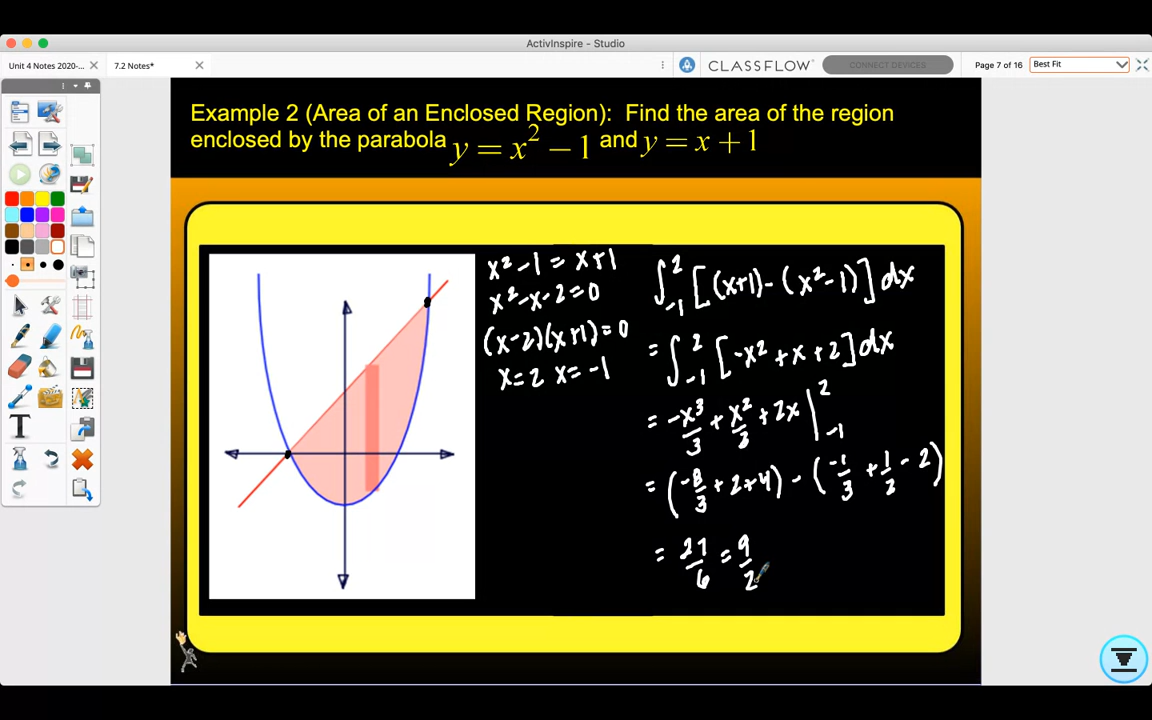 ActivInspire - Studio
Unit 4 Notes 2020-...
7.2 Notes*
CLASSFLOW
CONNECT DEVICES
Page 7 of 16
Best Fit
Example 2 (Area of an Enclosed Region): Find the area of the region
enclosed by the parabola y = x² − 1 and y = x + 1
x²-1 = x+1
x²-x-2=0
(x-2)(x+1)=0
x=2 x=-1
∫₋₁² [(x+1)-(x²-1)]dx
= ∫₋₁² [-x²+x+2]dx
= -x³/3 + x²/2 + 2x |₋₁²
= (-8/3 + 2+4) - (-1/3 + 1/2 - 2)
= 27/6 = 9/2
T